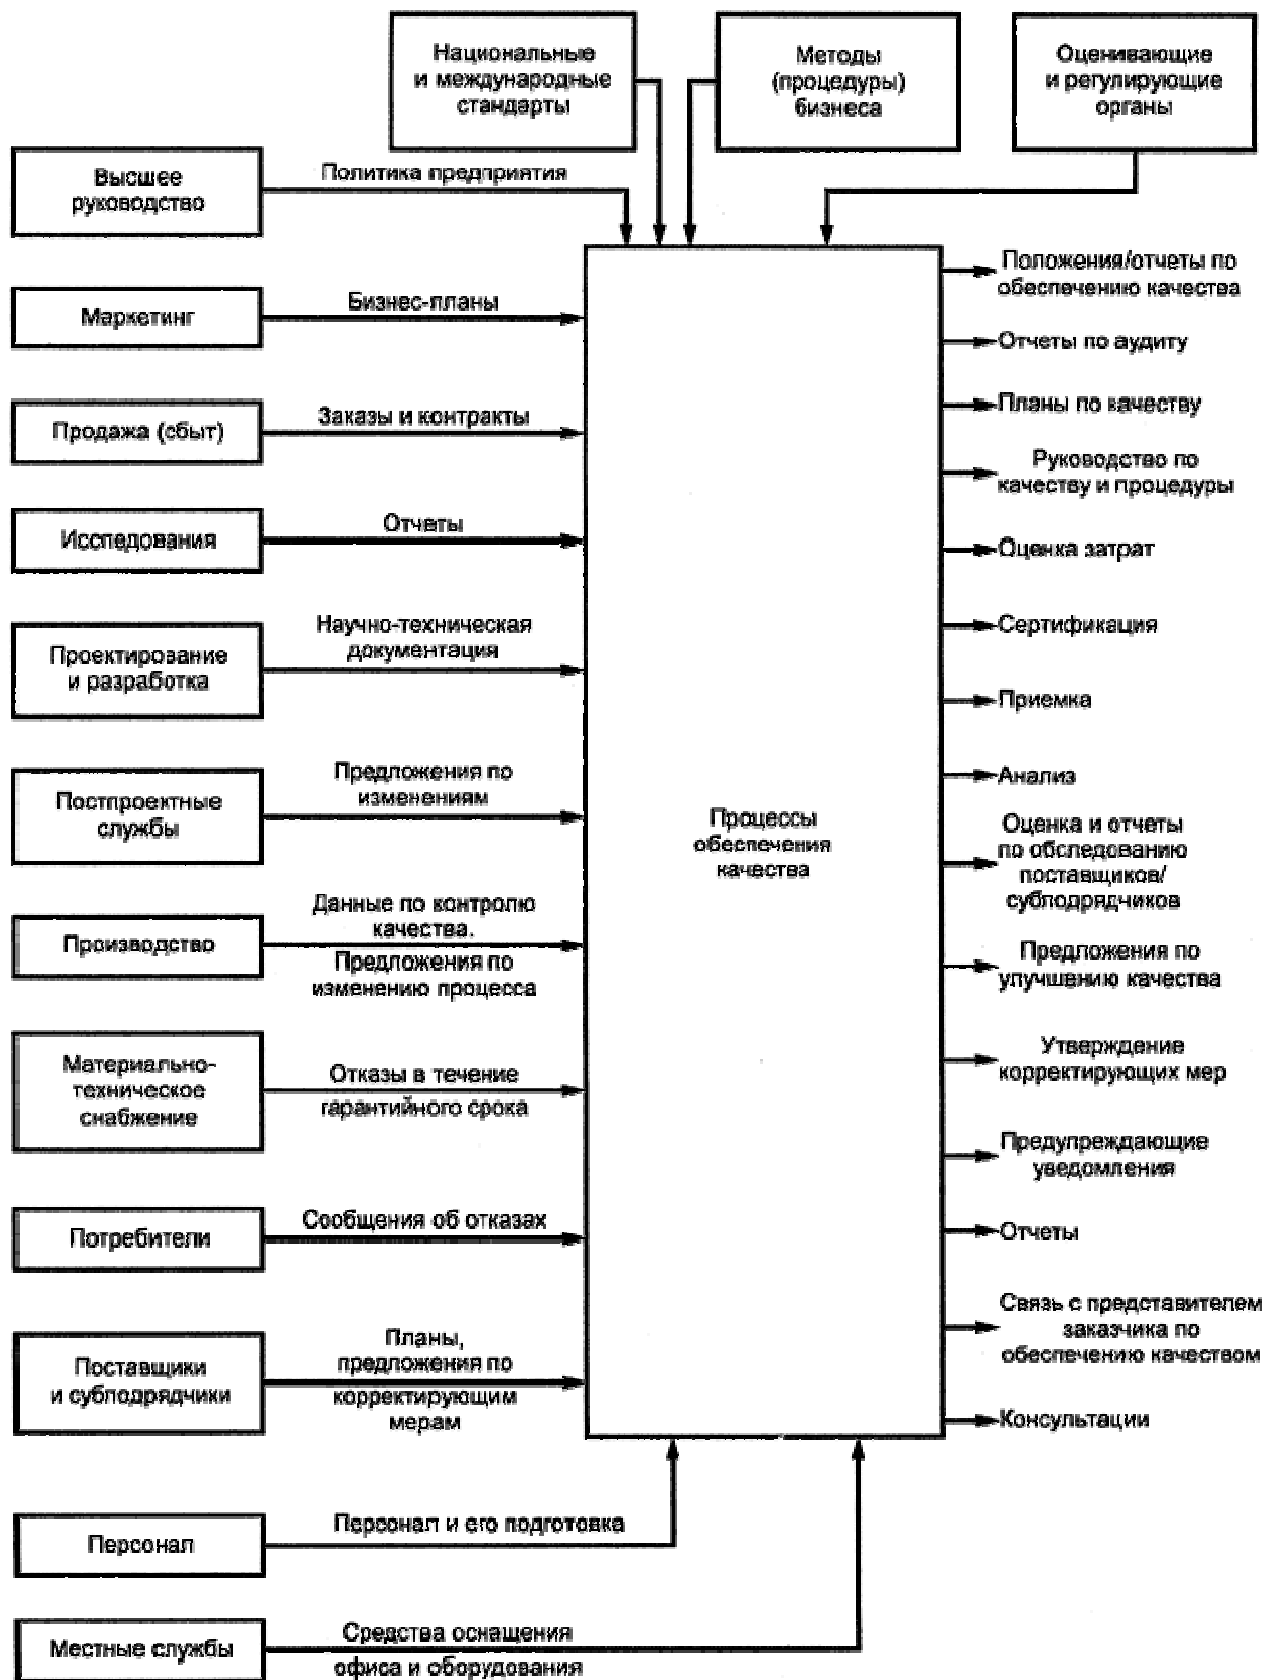 Национальные
и международные
стандарты
Методы
(процедуры)
бизнеса
Оценивающие
и регулирующие
органы
Высшее
руководство
Политика предприятия
Маркетинг
Бизнес-планы
Продажа (сбыт)
Заказы и контракты
Исследования
Отчеты
Проектирование
и разработка
Научно-техническая
документация
Постпроектные
службы
Предложения по
изменениям
Производство
Данные по контролю
качества.
Предложения по
изменению процесса
Материально-
техническое
снабжение
Отказы в течение
гарантийного срока
Потребители
Сообщения об отказах
Поставщики
и субподрядчики
Планы,
предложения по
корректирующим
мерам
Персонал
Персонал и его подготовка
Местные службы
Средства оснащения
офиса и оборудования
Процессы
обеспечения
качества
Положения/отчеты по
обеспечению качества
Отчеты по аудиту
Планы по качеству
Руководство по
качеству и процедуры
Оценка затрат
Сертификация
Приемка
Анализ
Оценка и отчеты
по обследованию
поставщиков/
субподрядчиков
Предложения по
улучшению качества
Утверждение
корректирующих мер
Предупреждающие
уведомления
Отчеты
Связь с представителем
заказчика по
обеспечению качеством
Консультации